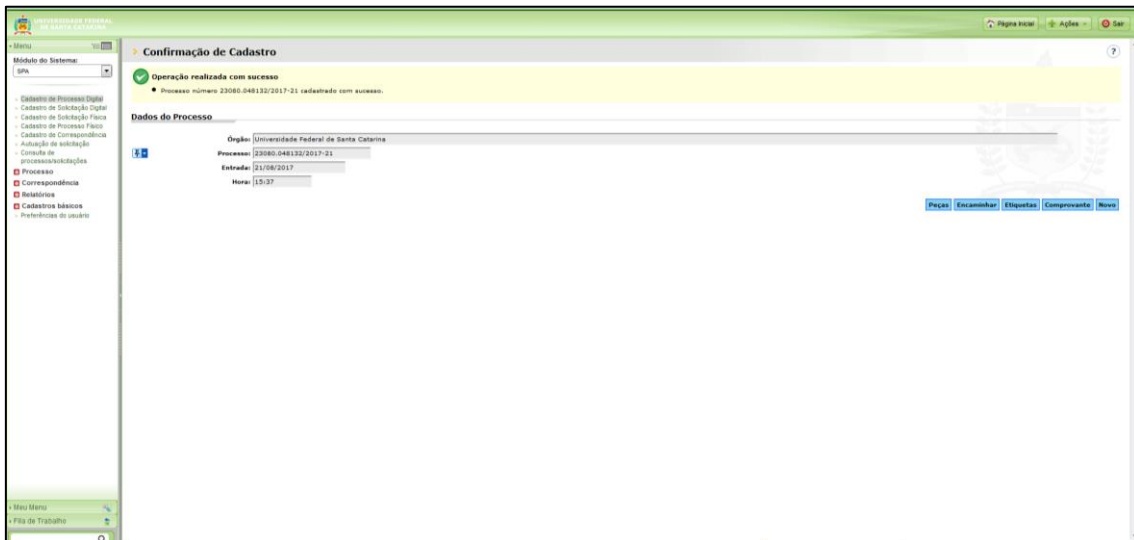 UNIVERSIDADE FEDERAL
DE SANTA CATARINA
Página Inicial
Ações
Sair
Menu
Módulo do Sistema:
SPA
Cadastro de Processo Digital
Cadastro de Solicitação Digital
Cadastro de Solicitação Física
Cadastro de Processo Físico
Cadastro de Correspondência
Autuação de solicitação
Consulta de
processos/solicitações
Processo
Correspondência
Relatórios
Cadastros básicos
Preferências do usuário
Meu Menu
Fila de Trabalho
Confirmação de Cadastro
?
Operação realizada com sucesso
Processo número 23080.048132/2017-21 cadastrado com sucesso.
Dados do Processo
Órgão: Universidade Federal de Santa Catarina
Processo: 23080.048132/2017-21
Entrada: 21/08/2017
Hora: 15:37
Peças Encaminhar Etiquetas Comprovante Novo